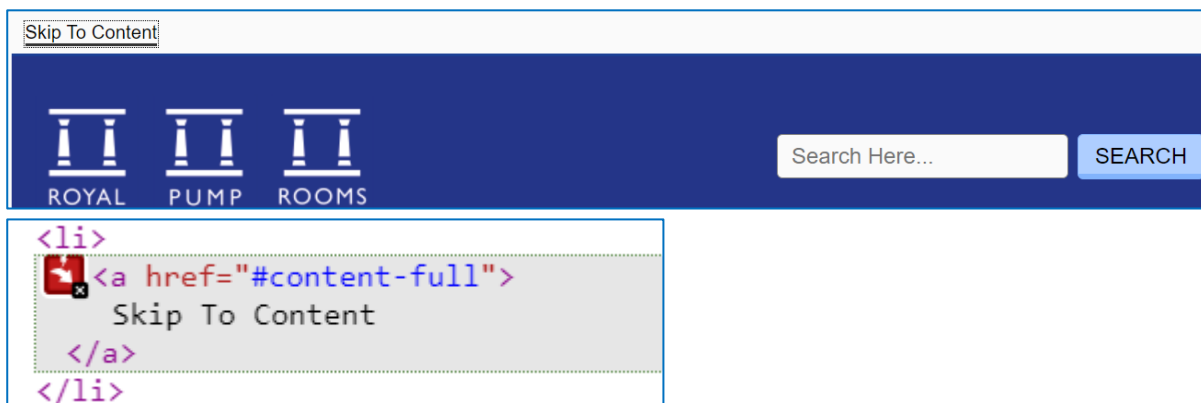 Skip To Content
ROYAL PUMP ROOMS
Search Here...
SEARCH
<li>
<a href="#content-full">
Skip To Content
</a>
</li>